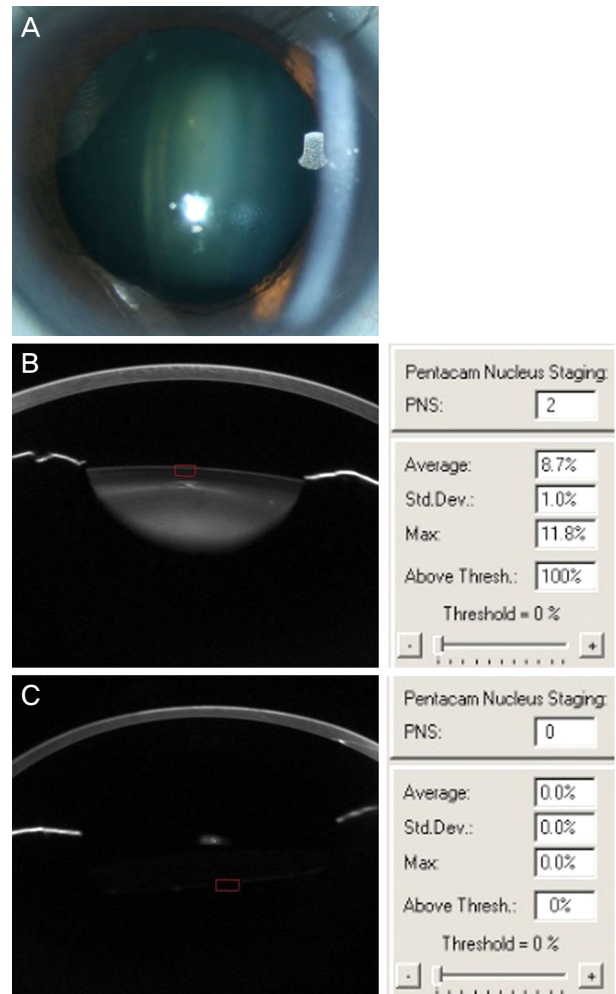 A
B
Pentacam Nucleus Staging:
PNS: 2
Average: 8.7%
Std.Dev.: 1.0%
Max: 11.8%
Above Thresh.: 100%
Threshold = 0 %
- +
C
Pentacam Nucleus Staging:
PNS: 0
Average: 0.0%
Std.Dev.: 0.0%
Max: 0.0%
Above Thresh.: 0%
Threshold = 0 %
- +